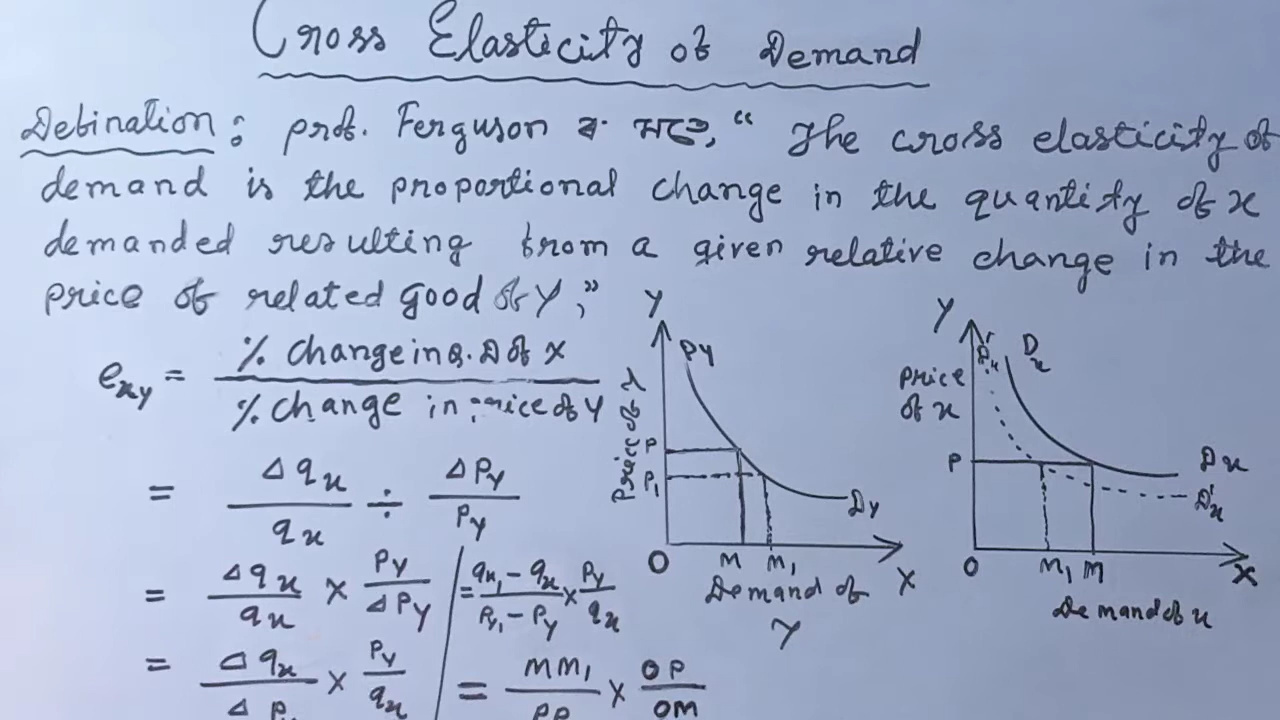 Cross Elasticity of Demand
Defination : prof. Ferguson র মতে, “ The cross elasticity of
demand is the proportional change in the quantity of x
demanded resulting from a given relative change in the
price of related good of Y,”
exy = % Change in Q.D of X / % Change in price of Y
= Δqx / qx ÷ ΔPy / Py
= Δqx / qx × Py / ΔPy
= Δqx / ΔPy × Py / qx
= qx1 - qx / Py1 - Py × Py / qx
= MM1 / PP × OP / OM
Y
PY
Price of Y
P
P1
DY
O
M
M1
X
Demand of
Y
Y
D'x
Dx
Price
of x
P
Dx
D'x
O
M1
M
X
Demand of x